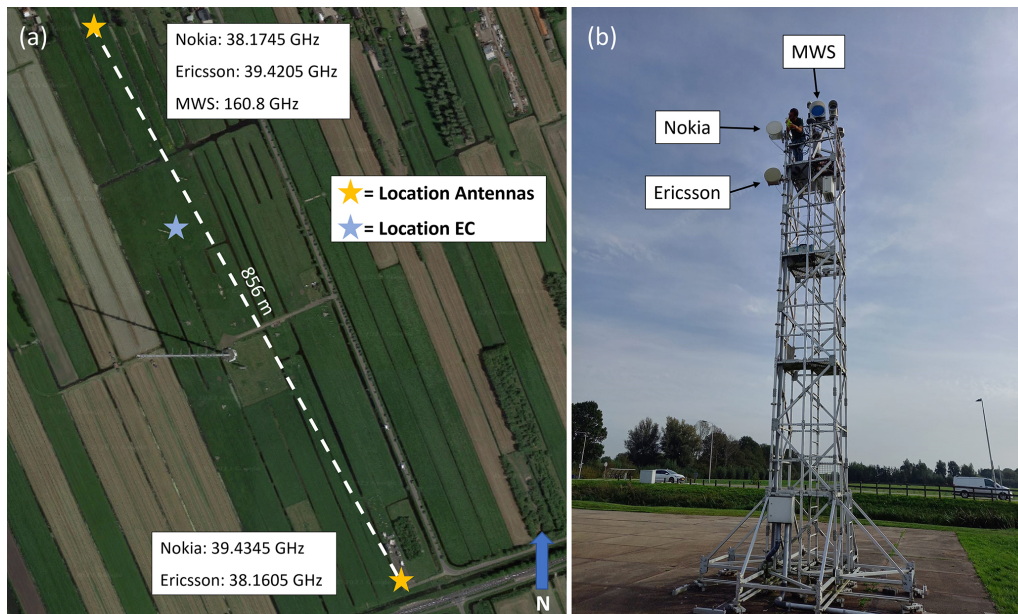 (a)
Nokia: 38.1745 GHz
Ericsson: 39.4205 GHz
MWS: 160.8 GHz
= Location Antennas
= Location EC
856 m
Nokia: 39.4345 GHz
Ericsson: 38.1605 GHz
N
(b)
MWS
Nokia
Ericsson